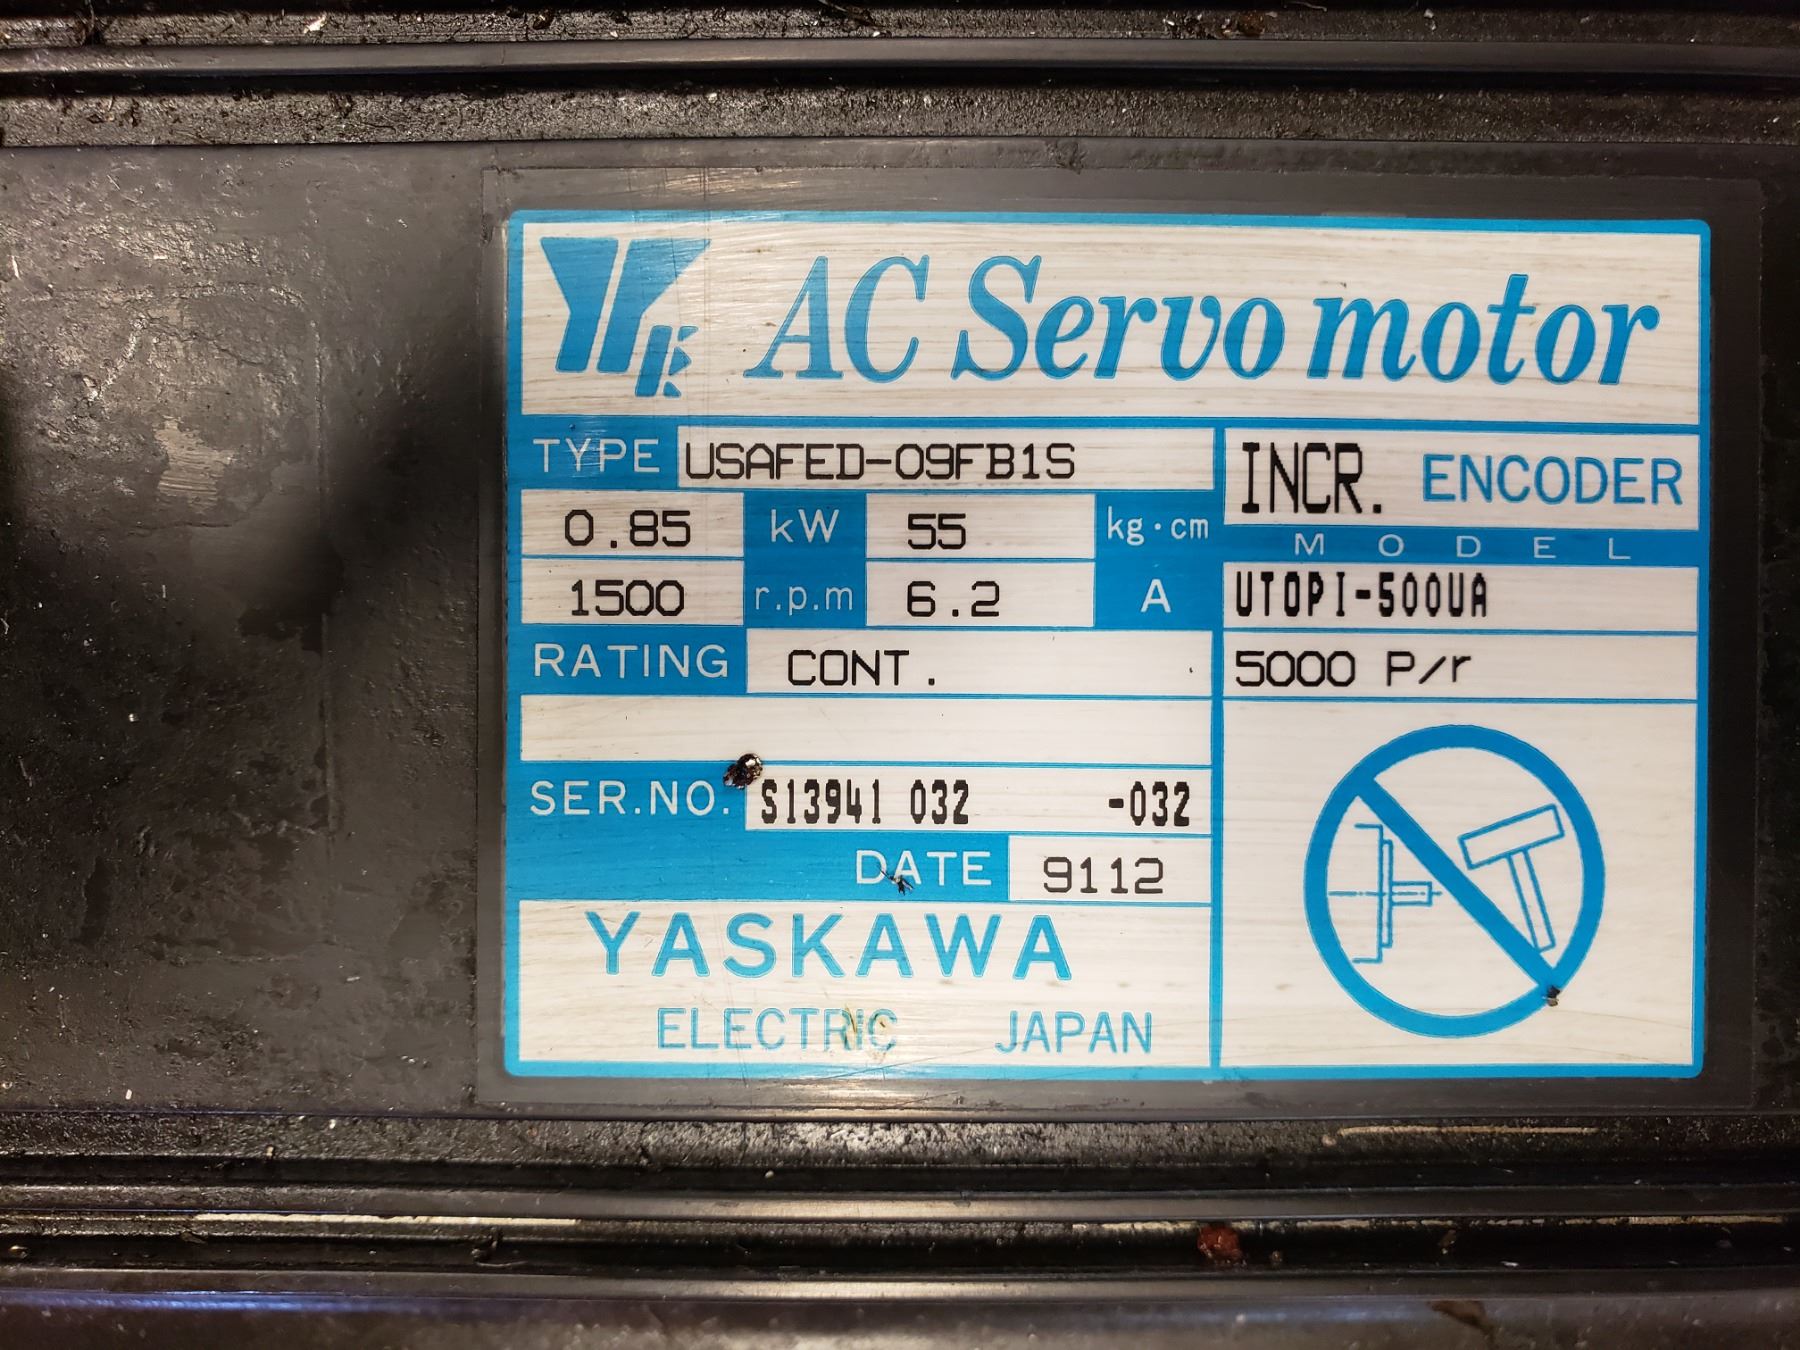 YE AC Servo motor
TYPE USAFED-09FB1S
INCR. ENCODER
0.85 kW 55 kg·cm
MODEL
1500 r.p.m 6.2 A
UTOPI-500UA
RATING CONT.
5000 P/r
SER.NO. S13941 032 -032
DATE 9112
YASKAWA
ELECTRIC JAPAN